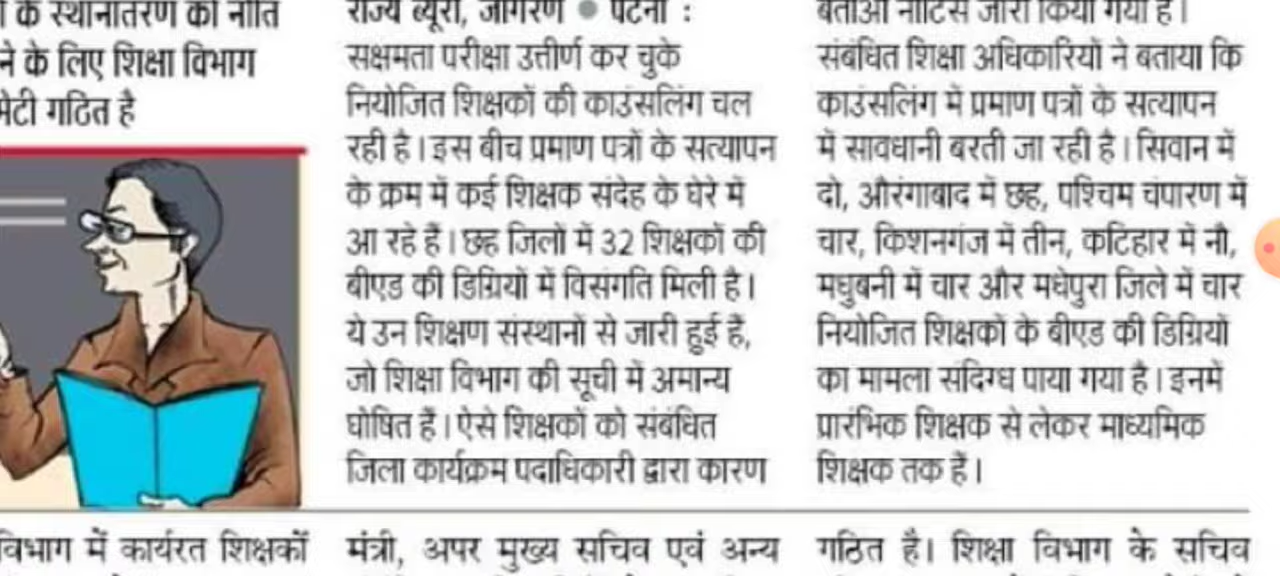 के स्थानांतरण की नीति
ने के लिए शिक्षा विभाग
मेटी गठित है
राज्य ब्यूरो, जागरण ● पटना :
सक्षमता परीक्षा उत्तीर्ण कर चुके
नियोजित शिक्षकों की काउंसलिंग चल
रही है। इस बीच प्रमाण पत्रों के सत्यापन
के क्रम में कई शिक्षक संदेह के घेरे में
आ रहे हैं। छह जिलों में 32 शिक्षकों की
बीएड की डिग्रियों में विसंगति मिली है।
ये उन शिक्षण संस्थानों से जारी हुई हैं,
जो शिक्षा विभाग की सूची में अमान्य
घोषित हैं। ऐसे शिक्षकों को संबंधित
जिला कार्यक्रम पदाधिकारी द्वारा कारण
बताओ नोटिस जारी किया गया है।
संबंधित शिक्षा अधिकारियों ने बताया कि
काउंसलिंग में प्रमाण पत्रों के सत्यापन
में सावधानी बरती जा रही है। सिवान में
दो, औरंगाबाद में छह, पश्चिम चंपारण में
चार, किशनगंज में तीन, कटिहार में नौ,
मधुबनी में चार और मधेपुरा जिले में चार
नियोजित शिक्षकों के बीएड की डिग्रियों
का मामला संदिग्ध पाया गया है। इनमें
प्रारंभिक शिक्षक से लेकर माध्यमिक
शिक्षक तक हैं।
विभाग में कार्यरत शिक्षकों
मंत्री, अपर मुख्य सचिव एवं अन्य
गठित है। शिक्षा विभाग के सचिव